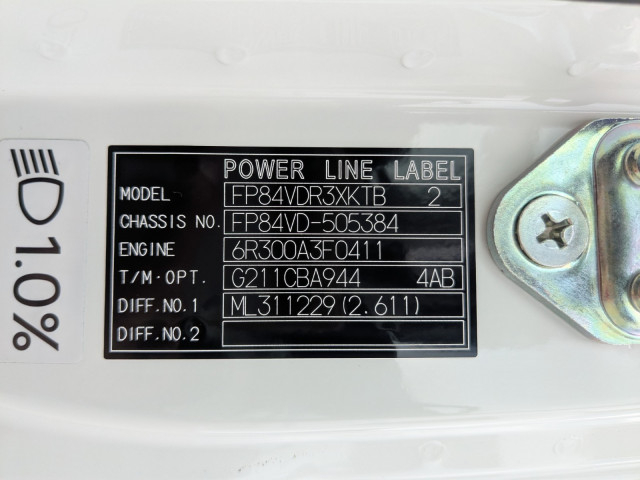 POWER LINE LABEL
MODEL FP84VDR3XKTB 2
CHASSIS NO. FP84VD-505384
ENGINE 6R300A3F0411
T/M·OPT. G211CBA944 4AB
DIFF.NO.1 ML311229(2.611)
DIFF.NO.2
1.0%